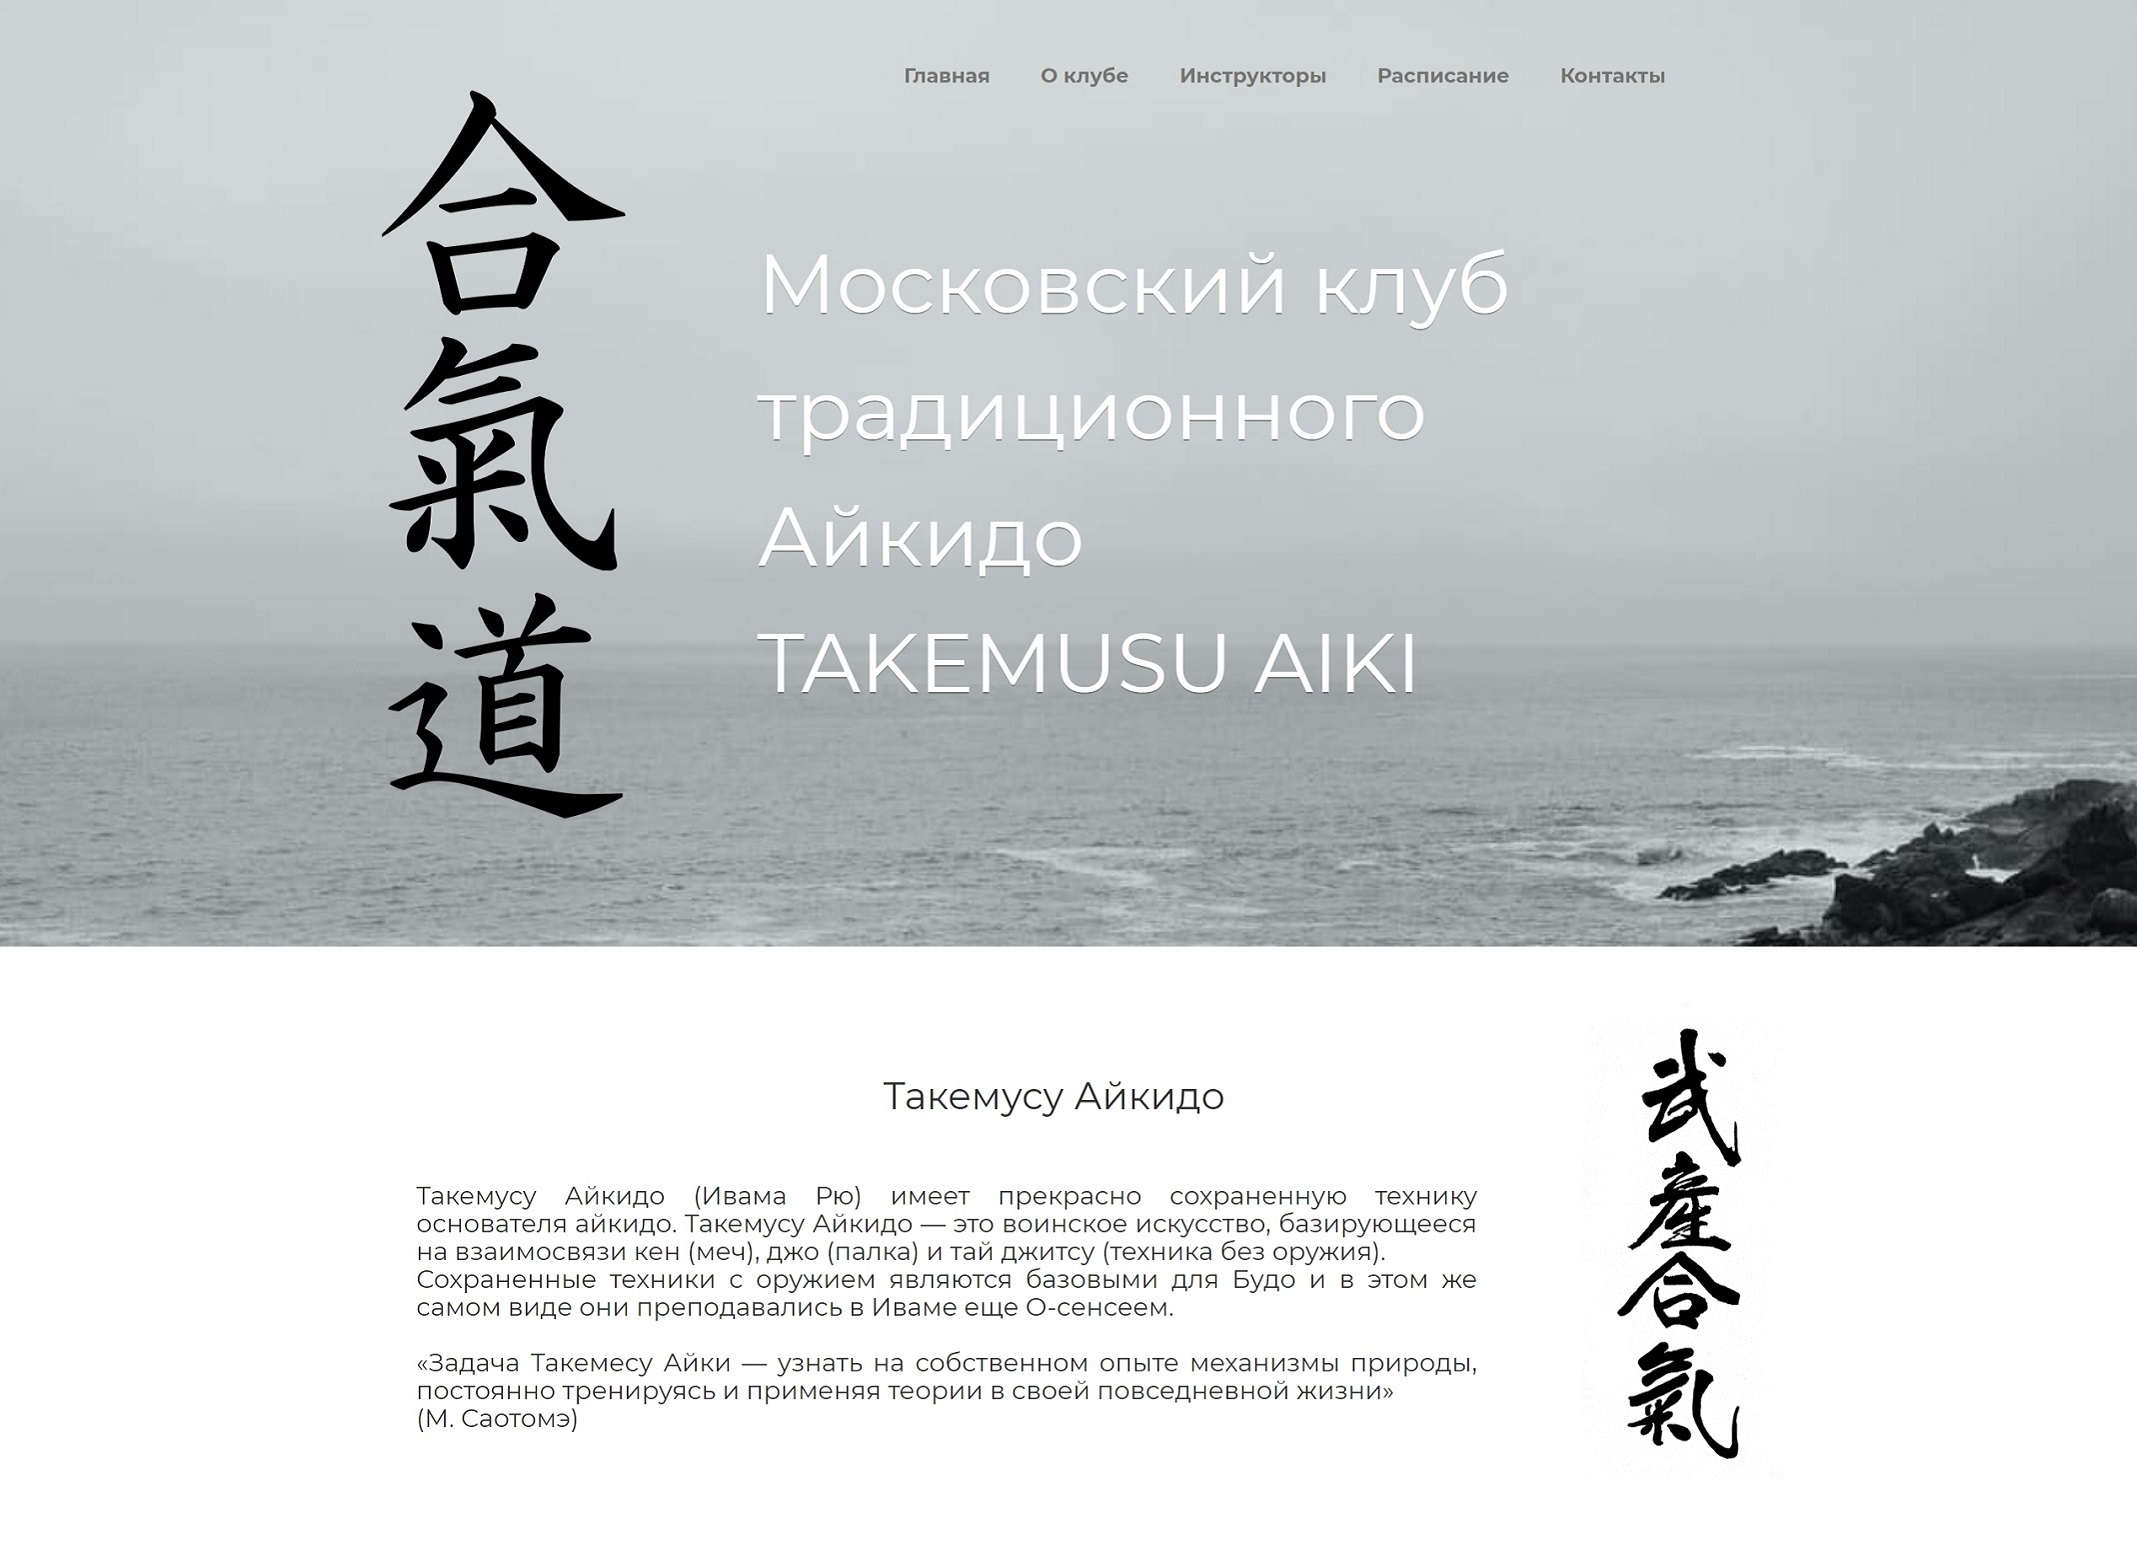 Главная О клубе Инструкторы Расписание Контакты
合氣道
Московский клуб
традиционного
Айкидо
TAKEMUSU AIKI
Такемусу Айкидо
Такемусу Айкидо (Ивама Рю) имеет прекрасно сохраненную технику
основателя айкидо. Такемусу Айкидо — это воинское искусство, базирующееся
на взаимосвязи кен (меч), джо (палка) и тай джитсу (техника без оружия).
Сохраненные техники с оружием являются базовыми для Будо и в этом же
самом виде они преподавались в Иваме еще О-сенсеем.
«Задача Такемесу Айки — узнать на собственном опыте механизмы природы,
постоянно тренируясь и применяя теории в своей повседневной жизни»
(М. Саотомэ)
武産合氣